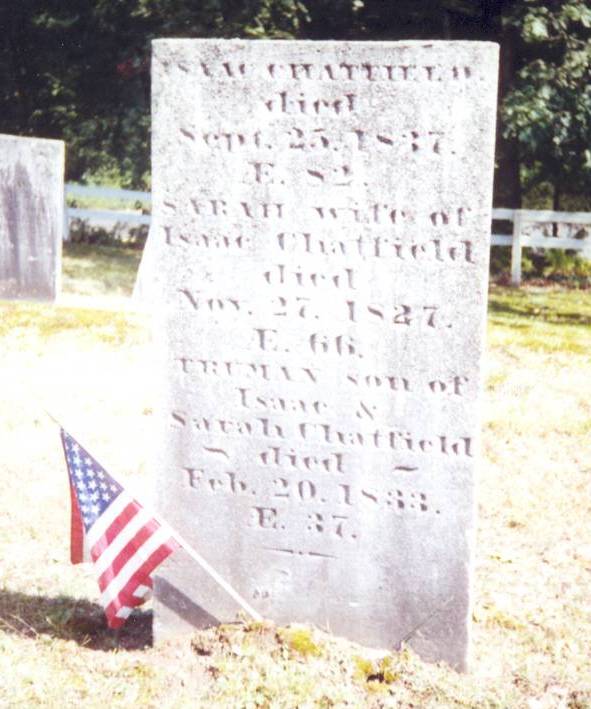 ISAAC CHATFIELD.
died
Sept. 25. 1837.
Æ. 82.
SARAH wife of
Isaac Chatfield
died
Nov. 27. 1827.
Æ. 66.
TRUMAN son of
Isaac &
Sarah Chatfield
~ died ~
Feb. 20. 1833.
Æ. 37.